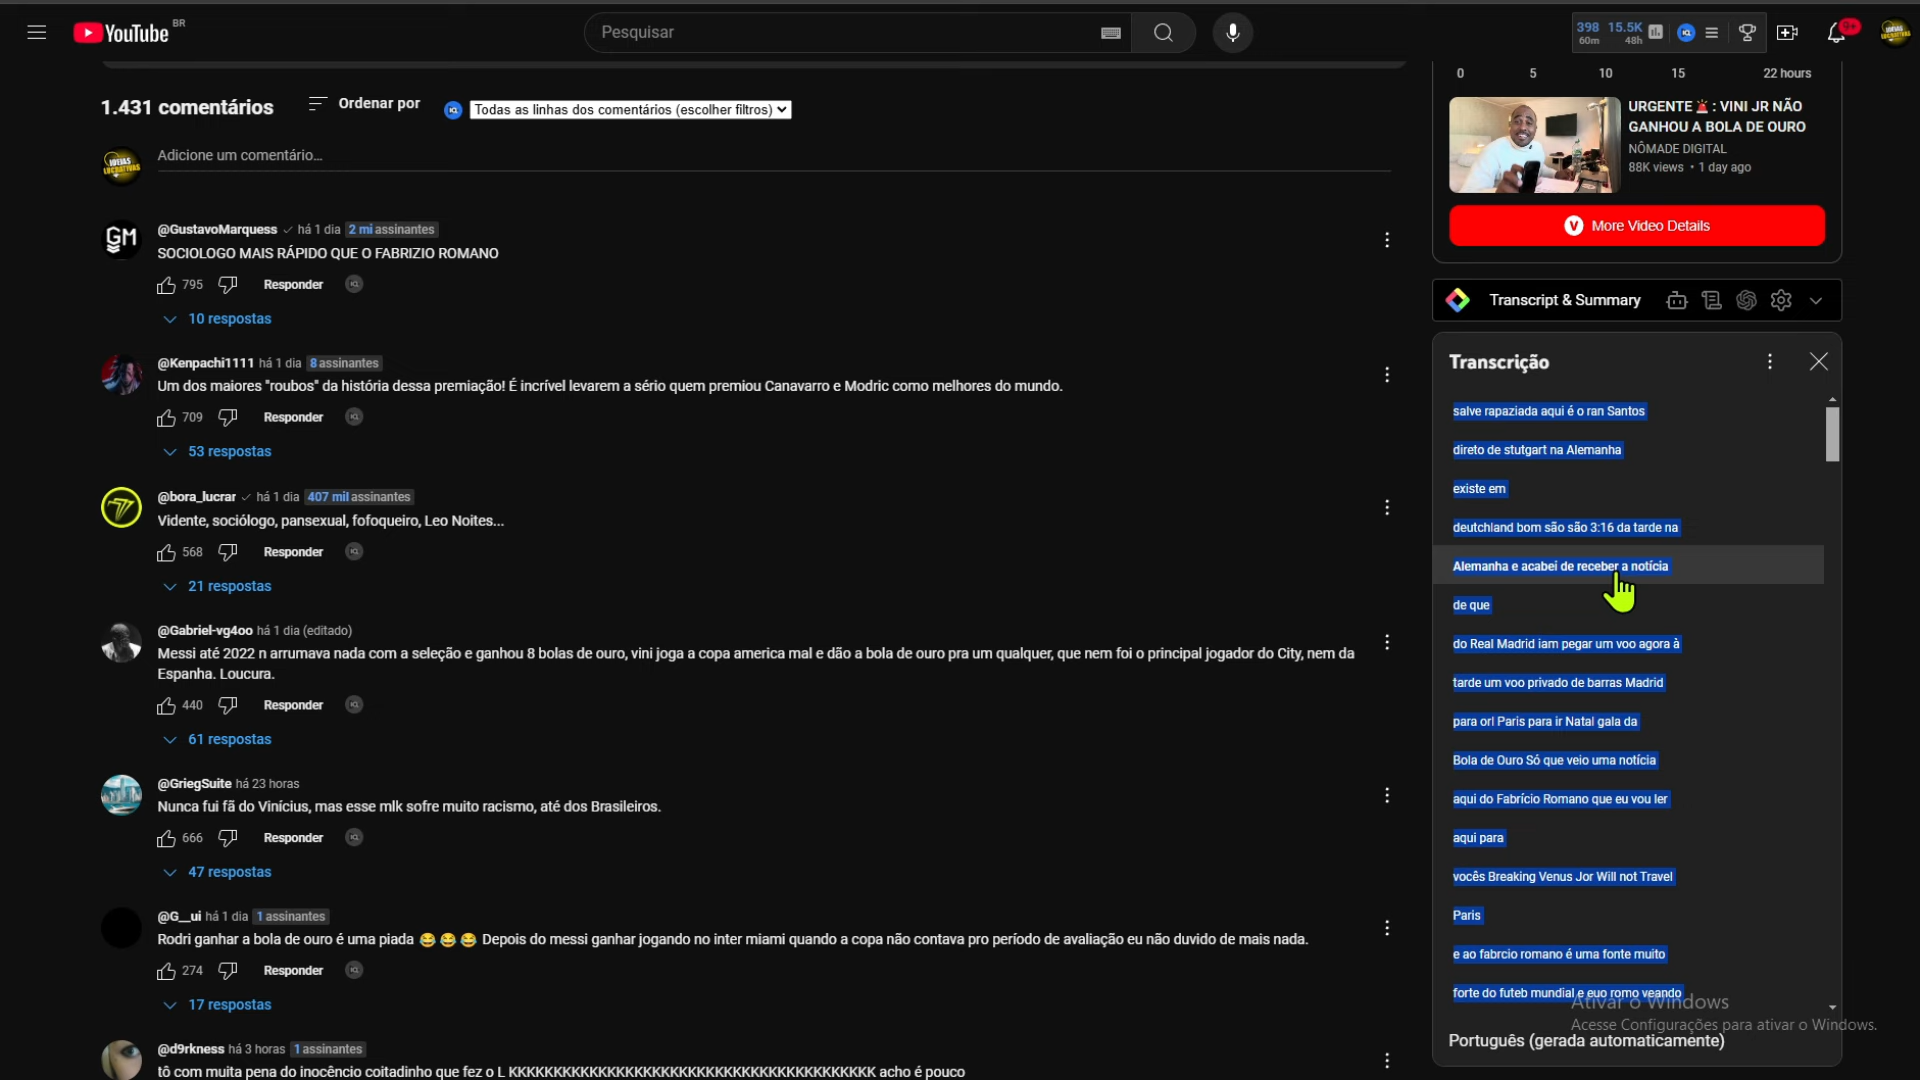 YouTube BR
Pesquisar
398 15.5K
60m 48h
9+
1.431 comentários
Ordenar por
Todas as linhas dos comentários (escolher filtros)
Adicione um comentário...
@GustavoMarquess há 1 dia 2 mi assinantes
SOCIOLOGO MAIS RÁPIDO QUE O FABRIZIO ROMANO
795 Responder
10 respostas
@Kenpachi1111 há 1 dia 8 assinantes
Um dos maiores "roubos" da história dessa premiação! É incrível levarem a sério quem premiou Canavarro e Modric como melhores do mundo.
709 Responder
53 respostas
@bora_lucrar há 1 dia 407 mil assinantes
Vidente, sociólogo, pansexual, fofoqueiro, Leo Noites...
568 Responder
21 respostas
@Gabriel-vg4oo há 1 dia (editado)
Messi até 2022 n arrumava nada com a seleção e ganhou 8 bolas de ouro, vini joga a copa america mal e dão a bola de ouro pra um qualquer, que nem foi o principal jogador do City, nem da
Espanha. Loucura.
440 Responder
61 respostas
@GriegSuite há 23 horas
Nunca fui fã do Vinícius, mas esse mlk sofre muito racismo, até dos Brasileiros.
666 Responder
47 respostas
@G__ui há 1 dia 1 assinantes
Rodri ganhar a bola de ouro é uma piada 😂 😂 😂 Depois do messi ganhar jogando no inter miami quando a copa não contava pro período de avaliação eu não duvido de mais nada.
274 Responder
17 respostas
@d9rkness há 3 horas 1 assinantes
tô com muita pena do inocêncio coitadinho que fez o L KKKKKKKKKKKKKKKKKKKKKKKKKKKKKKKKKKKKKKKK acho é pouco
0 5 10 15 22 hours
URGENTE 🚨 : VINI JR NÃO
GANHOU A BOLA DE OURO
NÔMADE DIGITAL
88K views • 1 day ago
More Video Details
Transcript & Summary
Transcrição
salve rapaziada aqui é o ran Santos
direto de stutgart na Alemanha
existe em
deutchland bom são são 3:16 da tarde na
Alemanha e acabei de receber a notícia
de que
do Real Madrid iam pegar um voo agora à
tarde um voo privado de barras Madrid
para orl Paris para ir Natal gala da
Bola de Ouro Só que veio uma notícia
aqui do Fabrício Romano que eu vou ler
aqui para
vocês Breaking Venus Jor Will not Travel
Paris
e ao fabrcio romano é uma fonte muito
forte do futeb mundial e euo romo veando
Ativar o Windows
Acesse Configurações para ativar o Windows.
Português (gerada automaticamente)